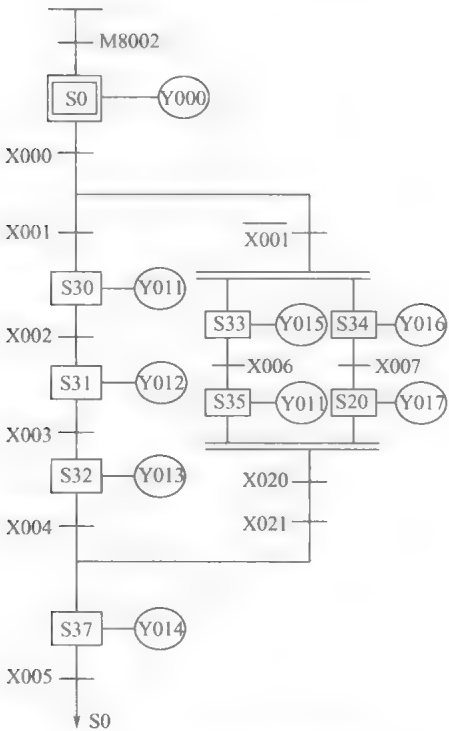 M8002
S0 Y000
X000
X001 X001
S30 Y011
S33 Y015 S34 Y016
X002 X006 X007
S31 Y012 S35 Y011 S20 Y017
X003
S32 Y013
X020
X004 X021
S37 Y014
X005
S0